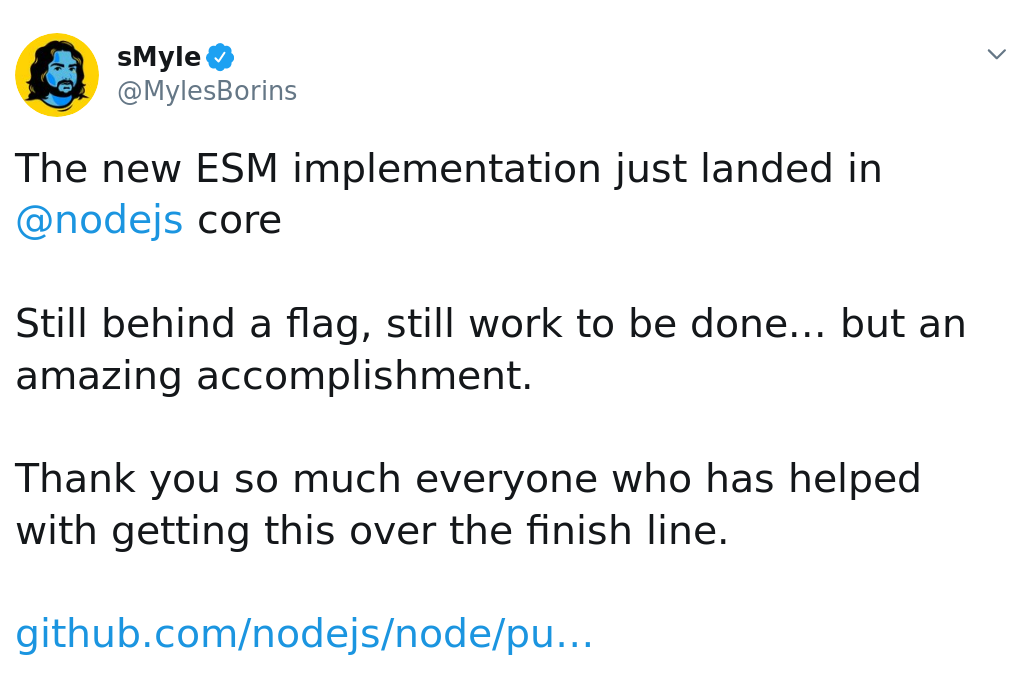 sMyle
@MylesBorins
The new ESM implementation just landed in
@nodejs core
Still behind a flag, still work to be done... but an
amazing accomplishment.
Thank you so much everyone who has helped
with getting this over the finish line.
github.com/nodejs/node/pu...